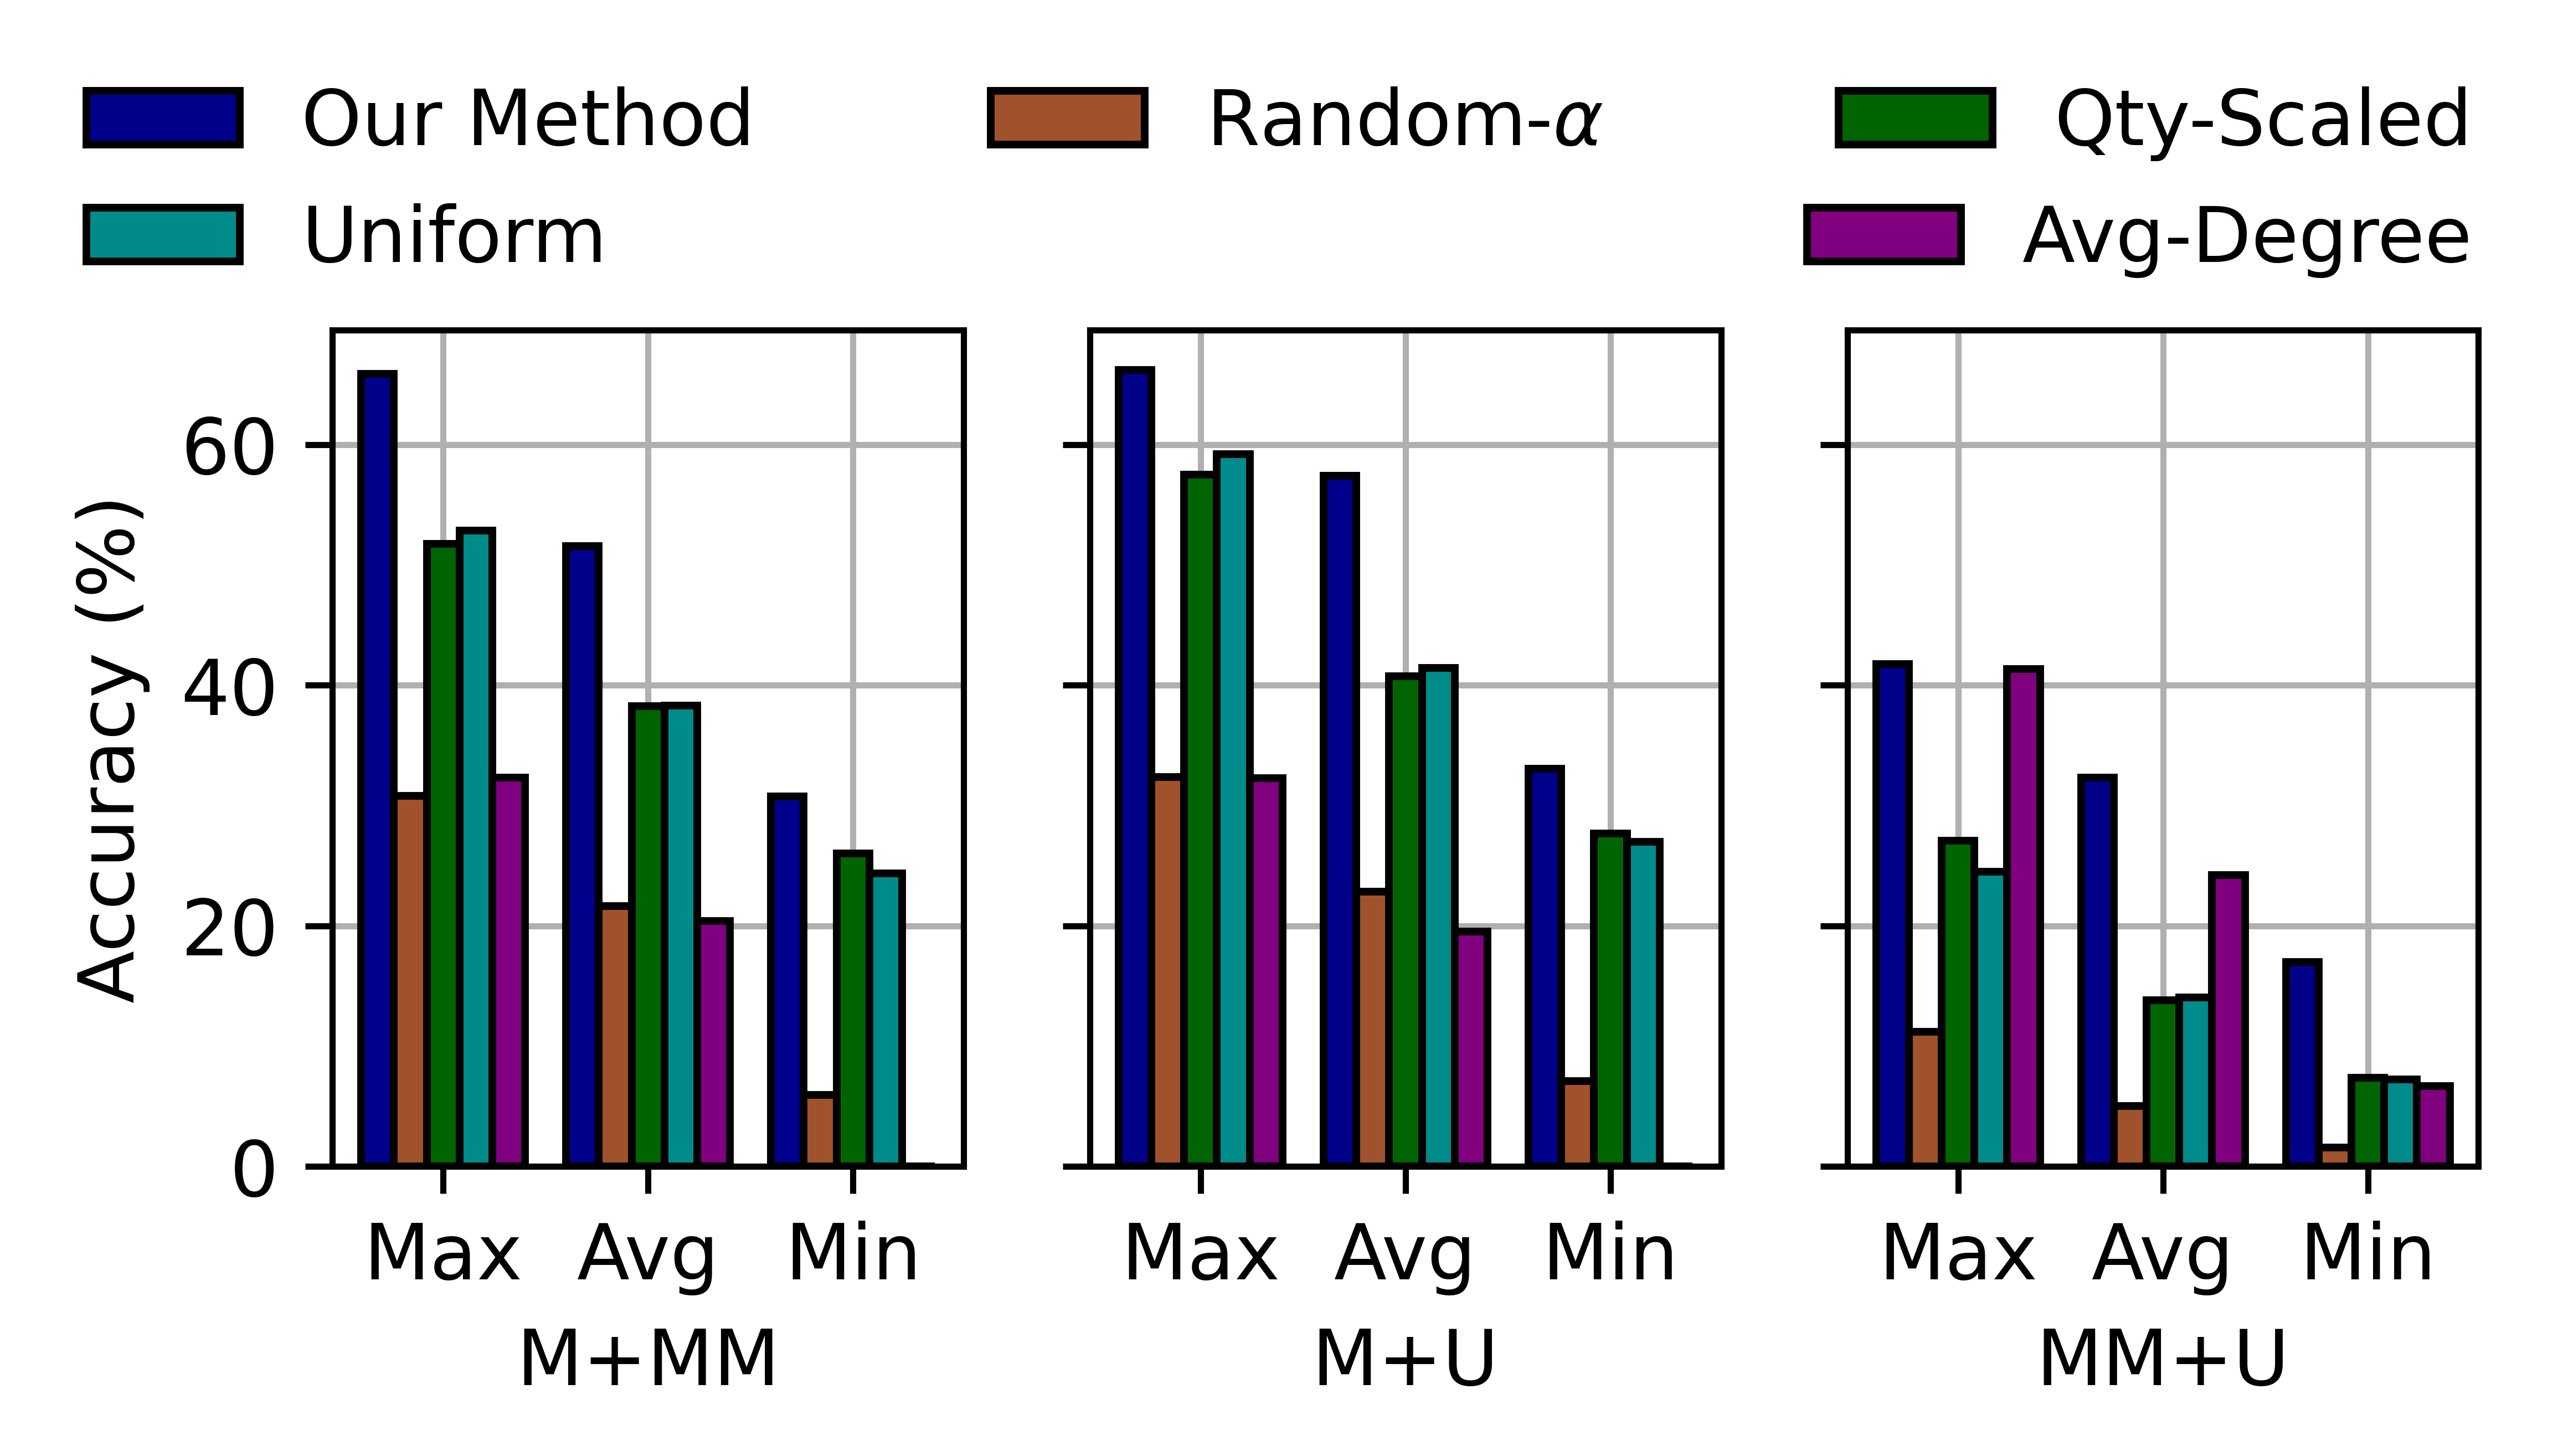 Our Method Random-α Qty-Scaled
Uniform Avg-Degree
Accuracy (%)
60
40
20
0
Max Avg Min Max Avg Min Max Avg Min
M+MM M+U MM+U